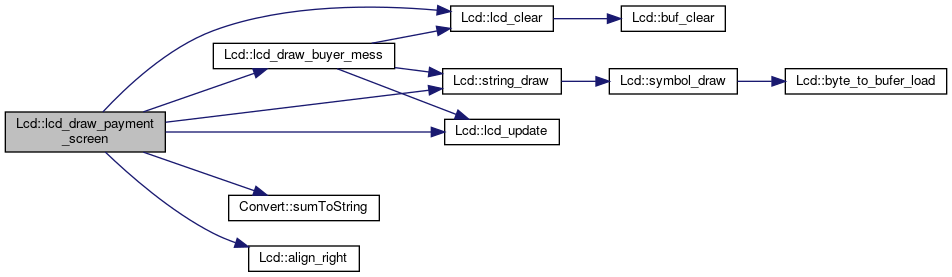 Lcd::lcd_draw_payment
_screen
Lcd::lcd_clear
Lcd::buf_clear
Lcd::lcd_draw_buyer_mess
Lcd::string_draw
Lcd::symbol_draw
Lcd::byte_to_bufer_load
Lcd::lcd_update
Convert::sumToString
Lcd::align_right